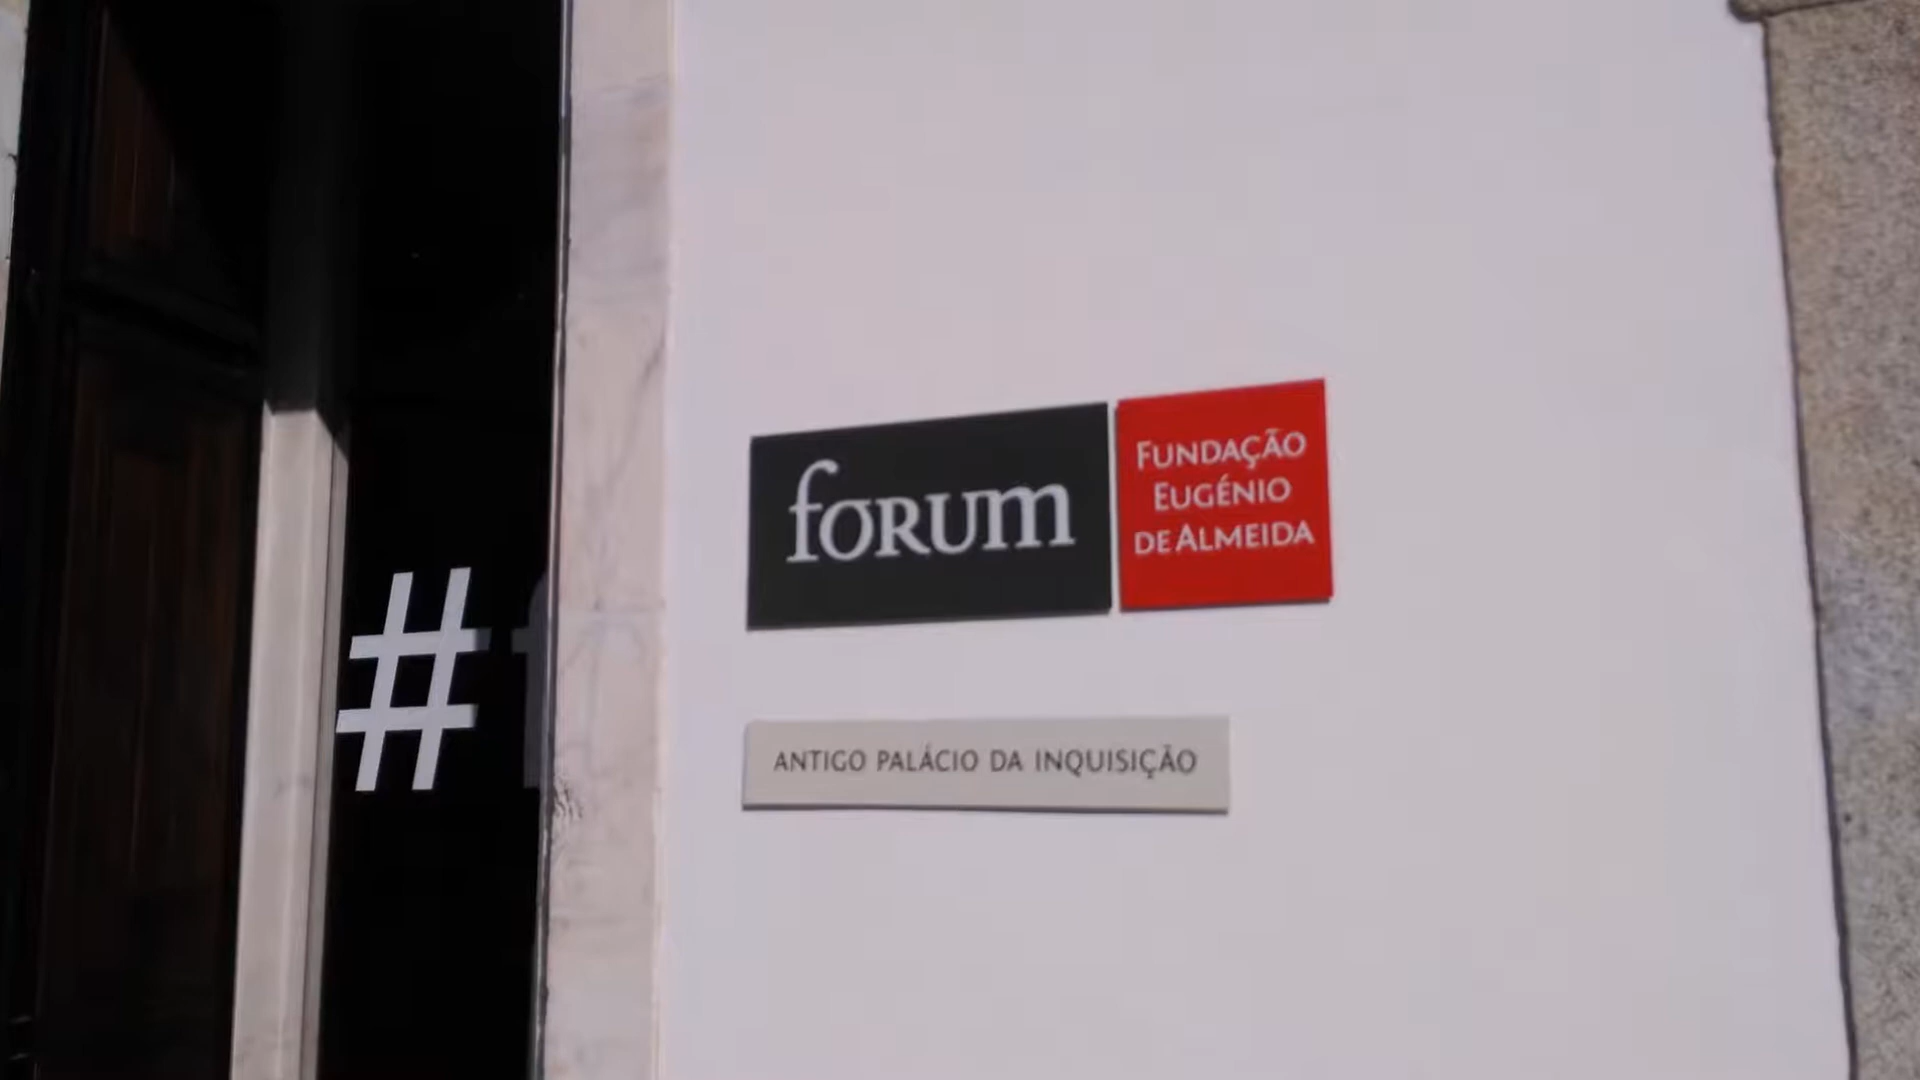 fORUm
FUNDAÇÃO
EUGÉNIO
DE ALMEIDA
#
ANTIGO PALÁCIO DA INQUISIÇÃO